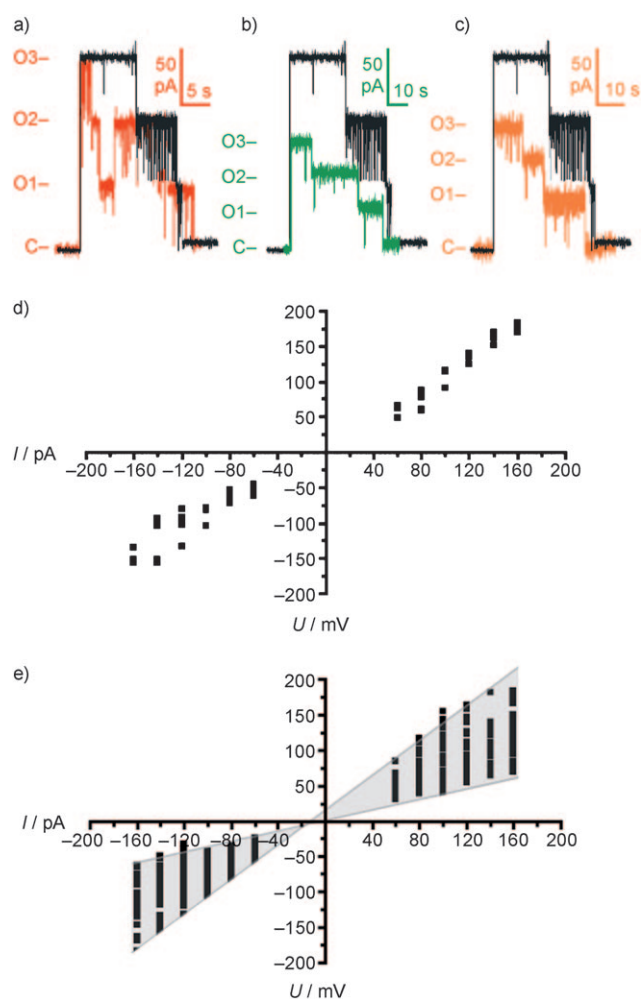 a)
O3–
O2–
O1–
C–
50
pA
5 s
b)
O3–
O2–
O1–
C–
50
pA
10 s
c)
O3–
O2–
O1–
C–
50
pA
10 s
d)
200
150
100
50
I / pA
–200 –160 –120 –80 –40 40 80 120 160 200
–50
–100
–150
–200
U / mV
e)
200
150
100
50
I / pA
–200 –160 –120 –80 –40 40 80 120 160 200
–50
–100
–150
–200
U / mV